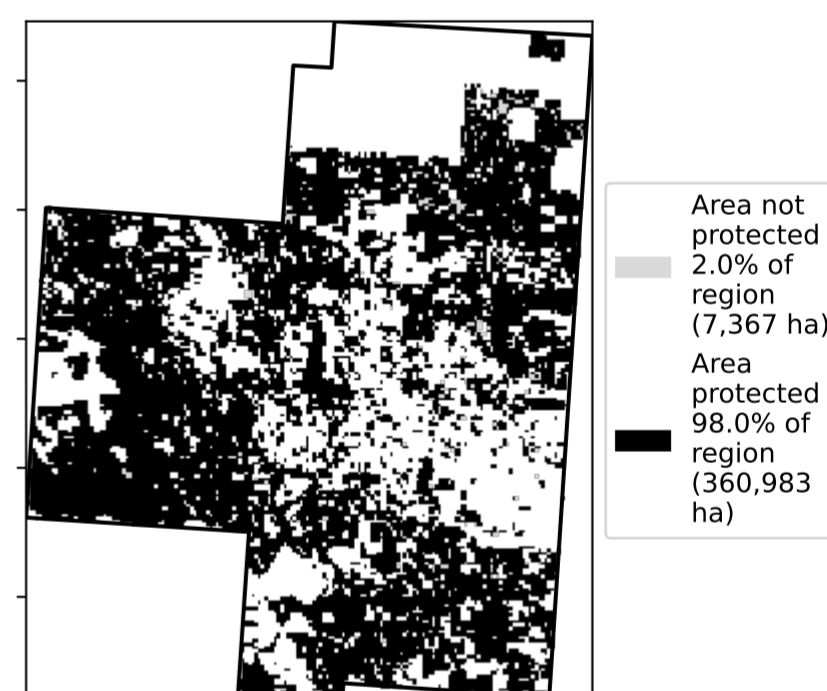 Area not
protected
2.0% of
region
(7,367 ha)
Area
protected
98.0% of
region
(360,983
ha)